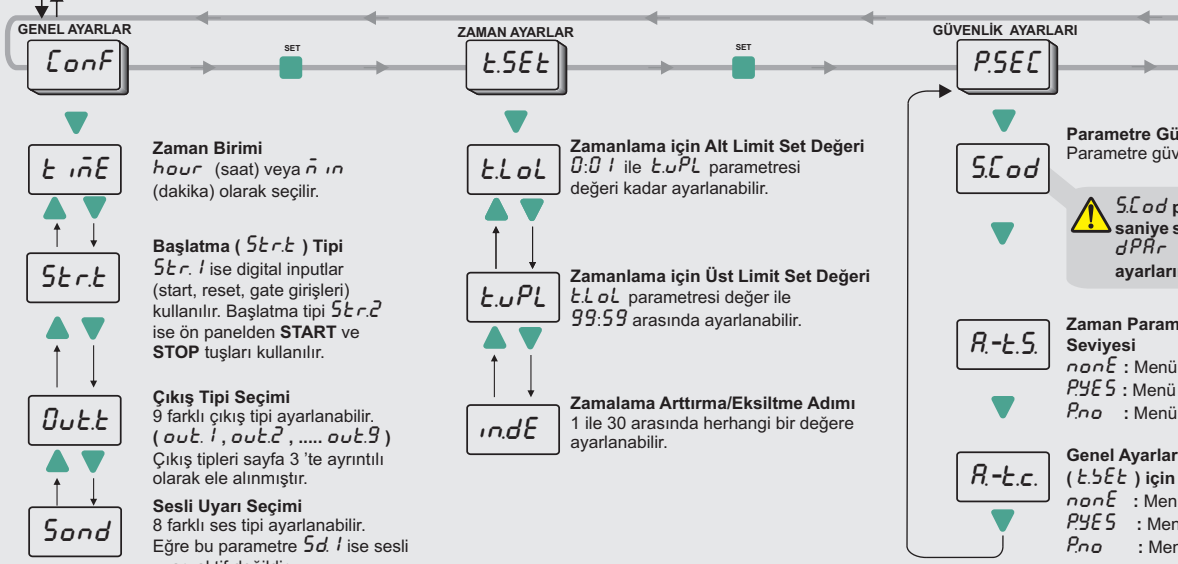 GENEL AYARLAR
ConF
SET
t imE
Zaman Birimi
hour (saat) veya min
(dakika) olarak seçilir.
Str.t
Başlatma ( Str.t ) Tipi
Str.1 ise digital inputlar
(start, reset, gate girişleri)
kullanılır. Başlatma tipi Str.2
ise ön panelden START ve
STOP tuşları kullanılır.
Out.t
Çıkış Tipi Seçimi
9 farklı çıkış tipi ayarlanabilir.
( out.1 , out.2 , ..... out.9 )
Çıkış tipleri sayfa 3 'te ayrıntılı
olarak ele alınmıştır.
Sond
Sesli Uyarı Seçimi
8 farklı ses tipi ayarlanabilir.
Eğre bu parametre Sd.1 ise sesli
ZAMAN AYARLAR
t.SEt
SET
t.LoL
Zamanlama için Alt Limit Set Değeri
0:01 ile t.uPL parametresi
değeri kadar ayarlanabilir.
t.uPL
Zamanlama için Üst Limit Set Değeri
t.LoL parametresi değer ile
99:59 arasında ayarlanabilir.
in.dE
Zamalama Arttırma/Eksiltme Adımı
1 ile 30 arasında herhangi bir değere
ayarlanabilir.
GÜVENLİK AYARLARI
P.SEC
S.Cod
Parametre Gü
Parametre güv
S.Cod p
saniye s
dPAr
ayarları
A.-t.S.
Zaman Param
Seviyesi
nonE : Menü
P.YES : Menü
P.no : Menü
A.-t.c.
Genel Ayarlar
( t.SEt ) için
nonE : Men
P.YES : Men
P.no : Men